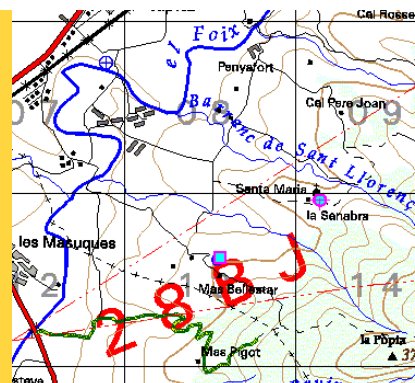 Cal Rosse
el Foix
Penyafort
Cal Pere Joan
07
08
09
Barranc de Sant Llorenç
Santa Maria
la Sanabra
les Masuques
2
1
14
28BJ
Mas Ballester
Mas Pigot
la Pòpia
37